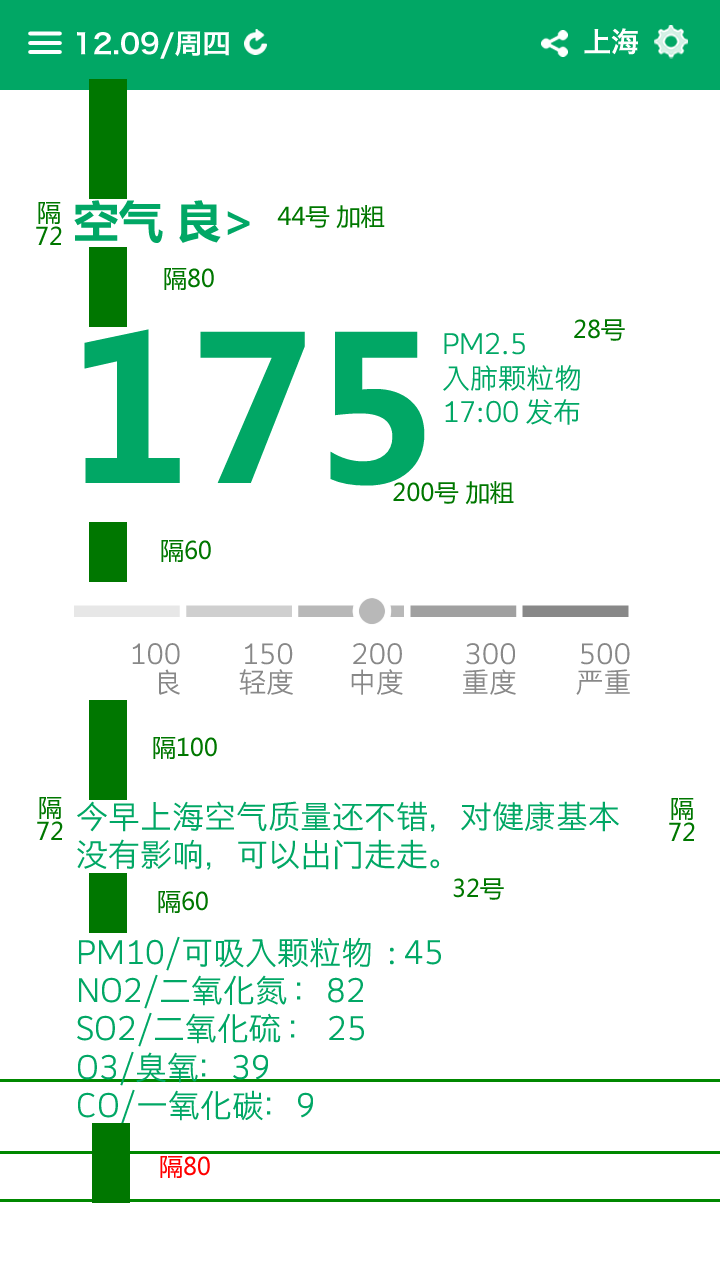 12.09/周四
上海
隔
72
空气 良>
44号 加粗
隔80
175
PM2.5
28号
入肺颗粒物
17:00 发布
200号 加粗
隔60
100 150 200 300 500
良 轻度 中度 重度 严重
隔100
隔
72
今早上海空气质量还不错，对健康基本
没有影响，可以出门走走。
隔
72
隔60
32号
PM10/可吸入颗粒物 : 45
NO2/二氧化氮： 82
SO2/二氧化硫： 25
O3/臭氧： 39
CO/一氧化碳： 9
隔80